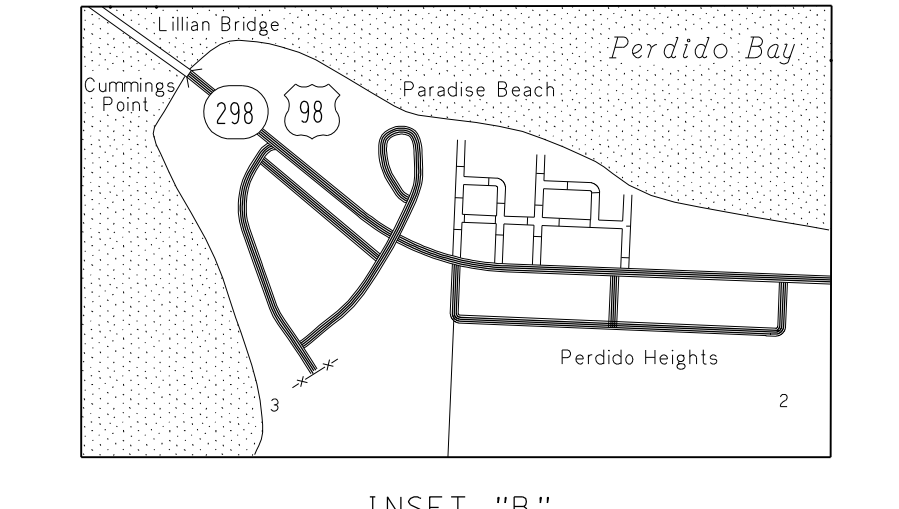 Lillian Bridge
Perdido Bay
Cummings
Point
Paradise Beach
298
98
Perdido Heights
3
2
INSET "B"